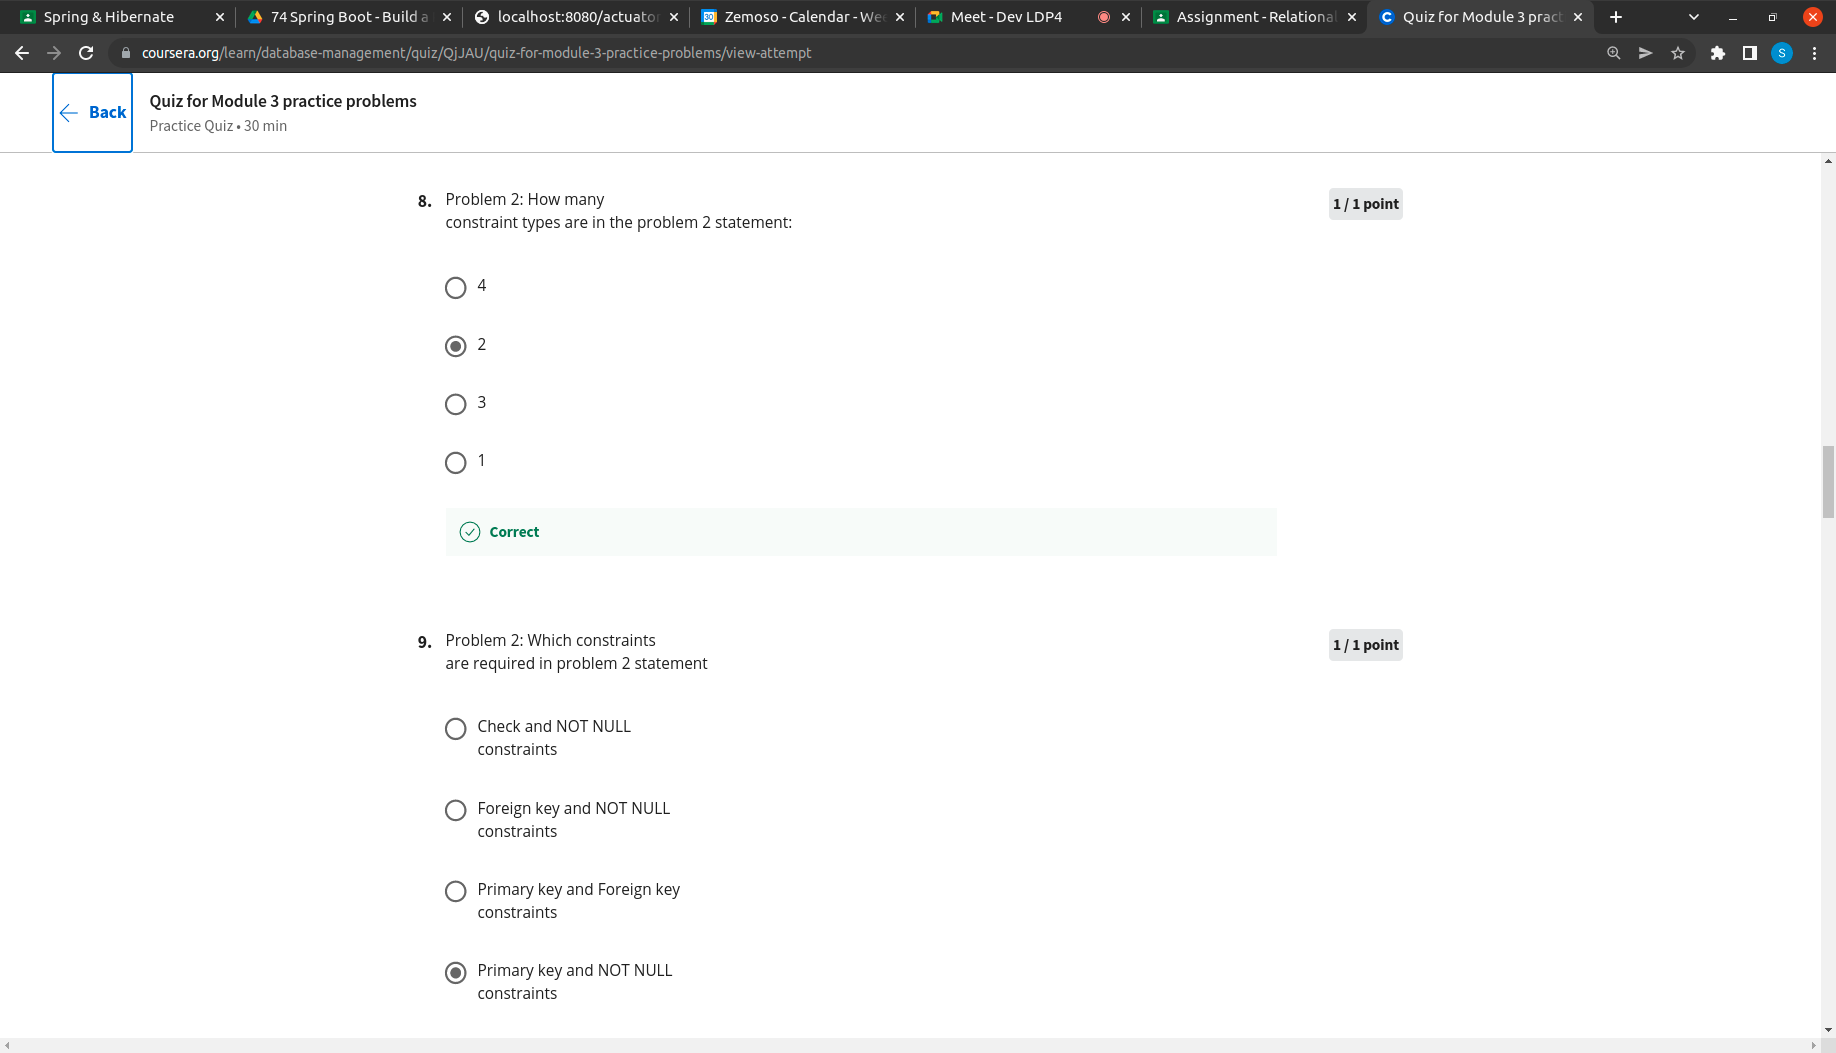 Spring & Hibernate
74 Spring Boot - Build a
localhost:8080/actuator
Zemoso - Calendar - Wee
Meet - Dev LDP4
Assignment - Relational
Quiz for Module 3 pract
coursera.org/learn/database-management/quiz/QjJAU/quiz-for-module-3-practice-problems/view-attempt
S
Back
Quiz for Module 3 practice problems
Practice Quiz • 30 min
8. Problem 2: How many
constraint types are in the problem 2 statement:
1 / 1 point
4
2
3
1
Correct
9. Problem 2: Which constraints
are required in problem 2 statement
1 / 1 point
Check and NOT NULL
constraints
Foreign key and NOT NULL
constraints
Primary key and Foreign key
constraints
Primary key and NOT NULL
constraints